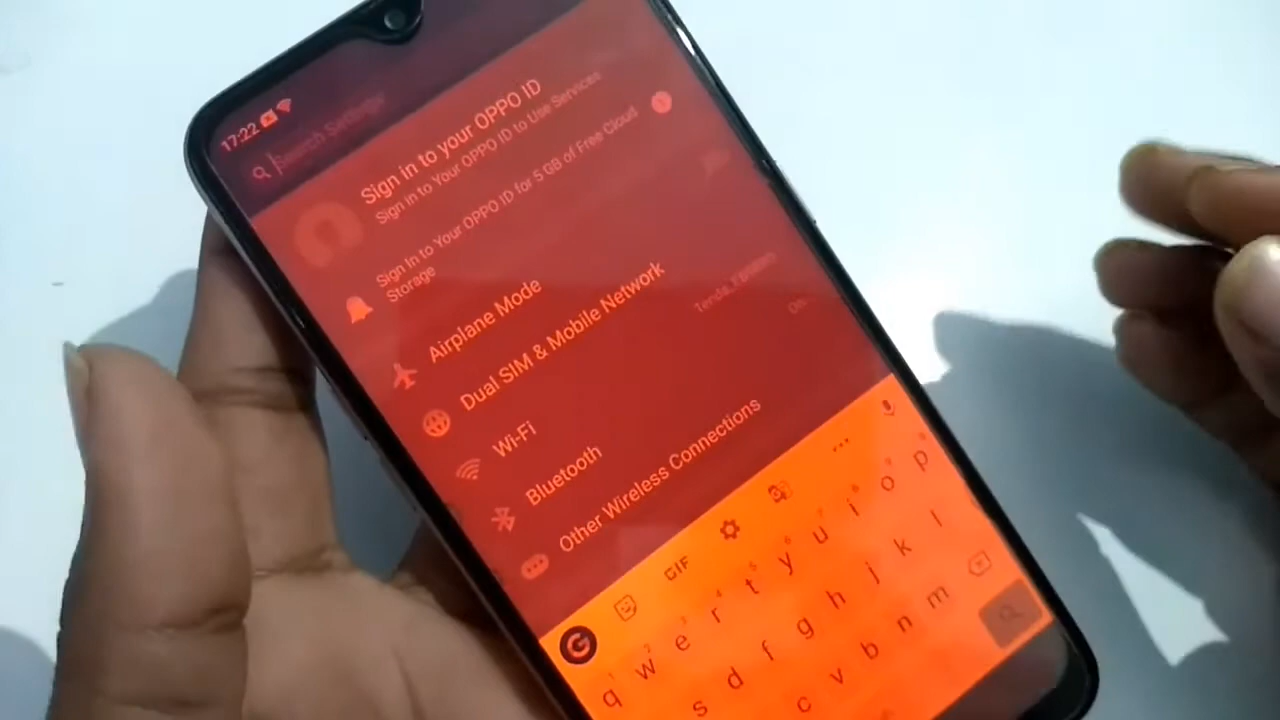 17:22
Search Settings
Sign in to your OPPO ID
Sign in to Your OPPO ID to Use Services
Sign In to Your OPPO ID for 5 GB of Free Cloud
Storage
Airplane Mode
Dual SIM & Mobile Network
Wi-Fi
Bluetooth
On
Other Wireless Connections
GIF
G
q w e r t y u i o p
s d f g h j k l
c v b n m